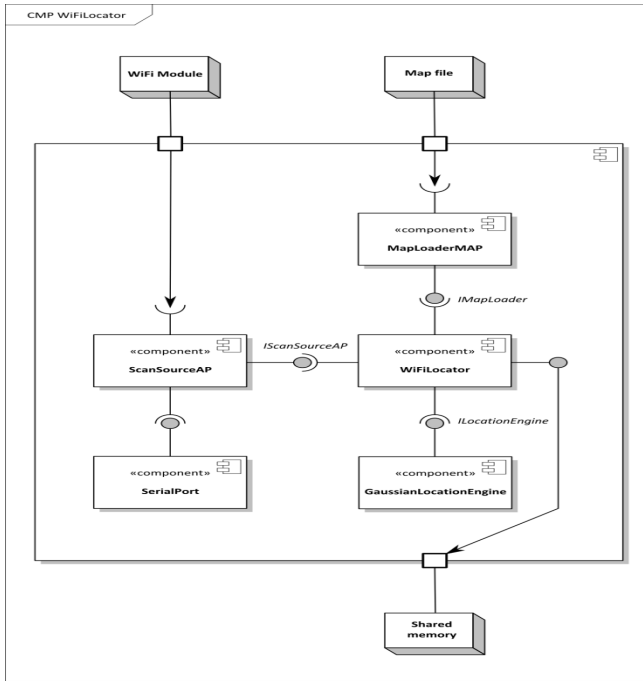 CMP WiFiLocator
WiFi Module
Map file
«component»
MapLoaderMAP
IMapLoader
IScanSourceAP
«component»
ScanSourceAP
«component»
WiFiLocator
ILocationEngine
«component»
SerialPort
«component»
GaussianLocationEngine
Shared
memory